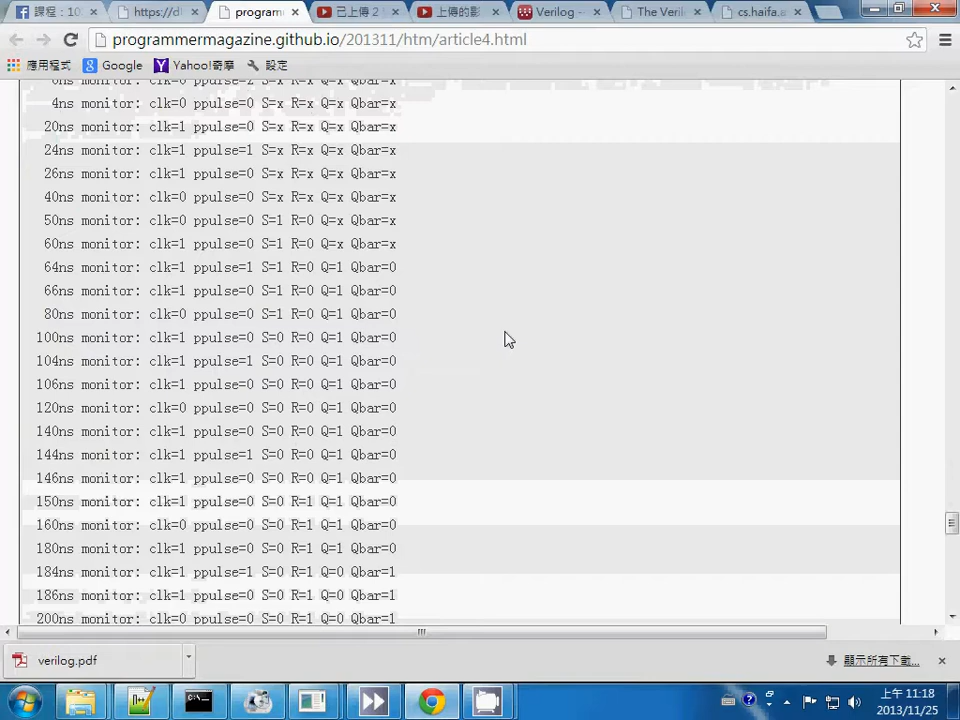 課程：10
https://dl
program
己上傳 2
上傳的影
Verilog –
The Veril
cs.haifa.a
programmermagazine.github.io/201311/htm/article4.html
應用程式
Google
Yahoo!奇摩
設定
0ns monitor: clk=0 ppulse=z S=x R=x Q=x Qbar=x
4ns monitor: clk=0 ppulse=0 S=x R=x Q=x Qbar=x
20ns monitor: clk=1 ppulse=0 S=x R=x Q=x Qbar=x
24ns monitor: clk=1 ppulse=1 S=x R=x Q=x Qbar=x
26ns monitor: clk=1 ppulse=0 S=x R=x Q=x Qbar=x
40ns monitor: clk=0 ppulse=0 S=x R=x Q=x Qbar=x
50ns monitor: clk=0 ppulse=0 S=1 R=0 Q=x Qbar=x
60ns monitor: clk=1 ppulse=0 S=1 R=0 Q=x Qbar=x
64ns monitor: clk=1 ppulse=1 S=1 R=0 Q=1 Qbar=0
66ns monitor: clk=1 ppulse=0 S=1 R=0 Q=1 Qbar=0
80ns monitor: clk=0 ppulse=0 S=1 R=0 Q=1 Qbar=0
100ns monitor: clk=1 ppulse=0 S=0 R=0 Q=1 Qbar=0
104ns monitor: clk=1 ppulse=1 S=0 R=0 Q=1 Qbar=0
106ns monitor: clk=1 ppulse=0 S=0 R=0 Q=1 Qbar=0
120ns monitor: clk=0 ppulse=0 S=0 R=0 Q=1 Qbar=0
140ns monitor: clk=1 ppulse=0 S=0 R=0 Q=1 Qbar=0
144ns monitor: clk=1 ppulse=1 S=0 R=0 Q=1 Qbar=0
146ns monitor: clk=1 ppulse=0 S=0 R=0 Q=1 Qbar=0
150ns monitor: clk=1 ppulse=0 S=0 R=1 Q=1 Qbar=0
160ns monitor: clk=0 ppulse=0 S=0 R=1 Q=1 Qbar=0
180ns monitor: clk=1 ppulse=0 S=0 R=1 Q=1 Qbar=0
184ns monitor: clk=1 ppulse=1 S=0 R=1 Q=0 Qbar=1
186ns monitor: clk=1 ppulse=0 S=0 R=1 Q=0 Qbar=1
200ns monitor: clk=0 ppulse=0 S=0 R=1 Q=0 Qbar=1
verilog.pdf
顯示所有下載...
上午 11:18
2013/11/25